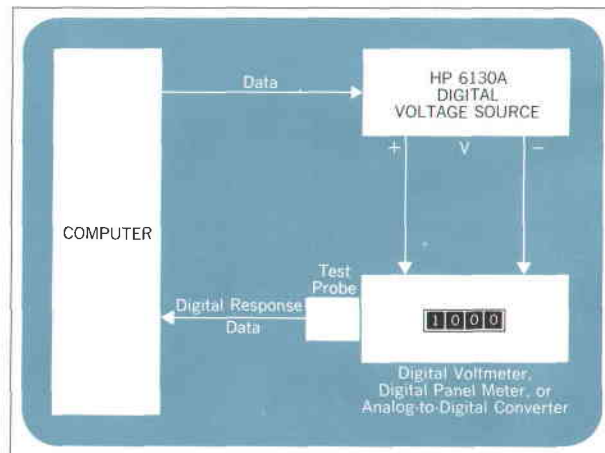 Data
HP 6130A
DIGITAL
VOLTAGE SOURCE
+ V −
COMPUTER
Test
Probe
Digital Response
Data
1000
Digital Voltmeter,
Digital Panel Meter, or
Analog-to-Digital Converter